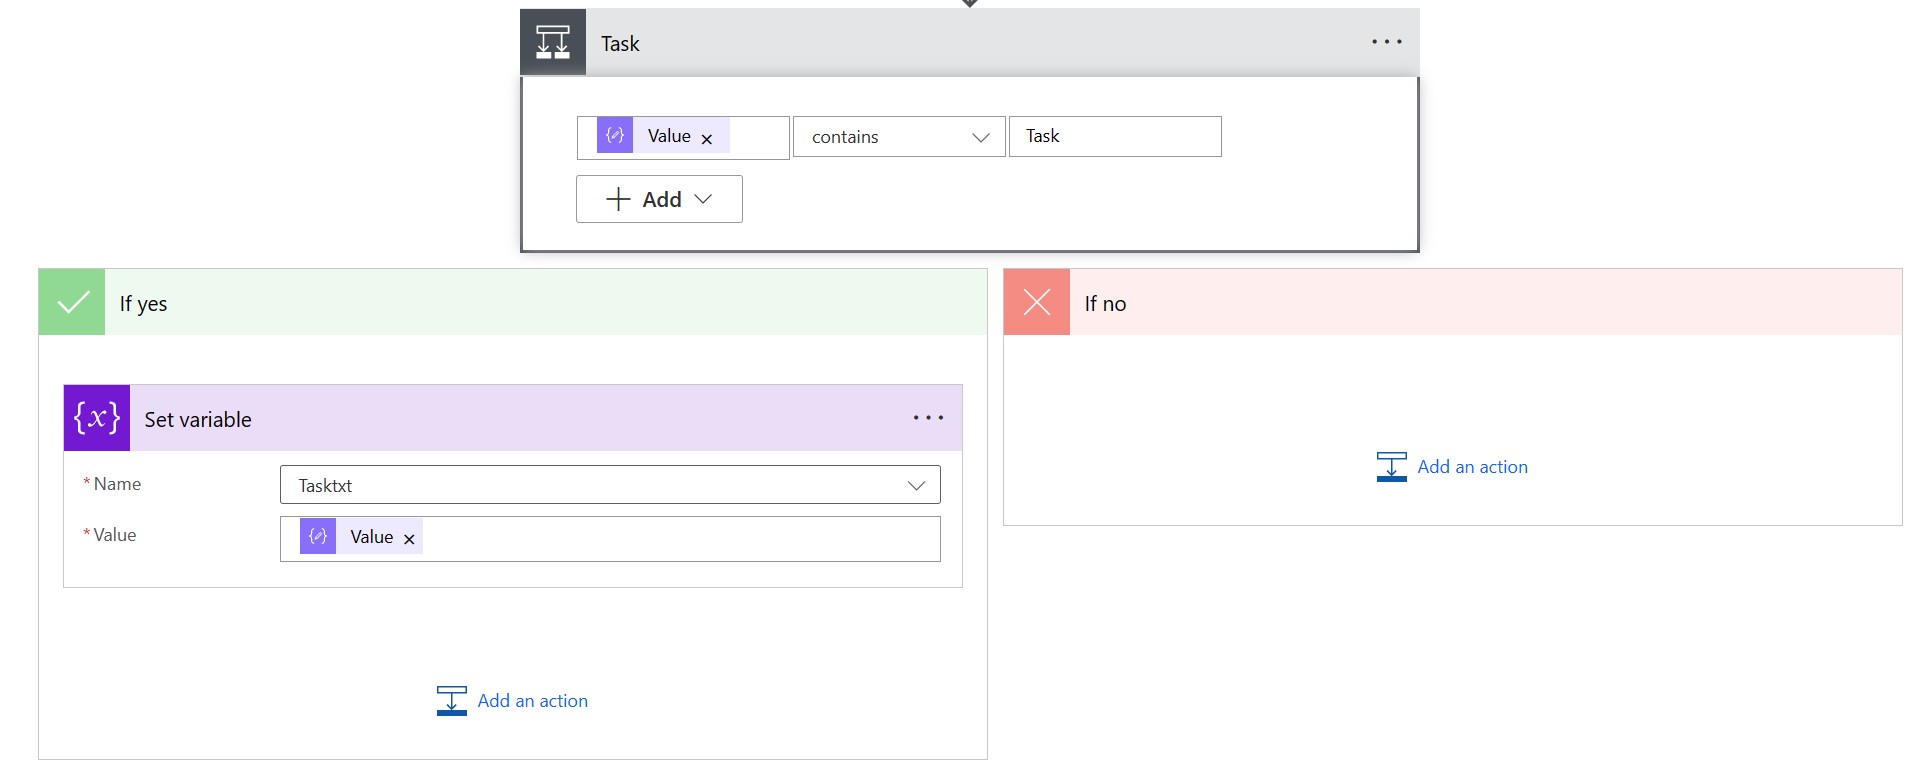 Task
Value × contains Task
+ Add
If yes
If no
{x} Set variable
* Name Tasktxt
* Value Value ×
Add an action
Add an action